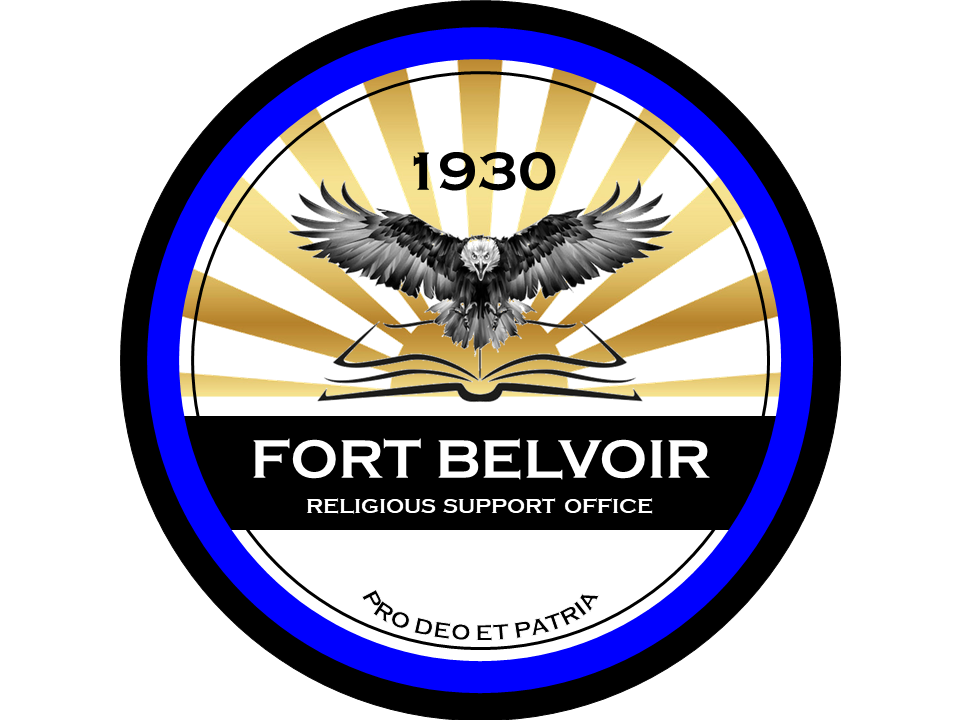 1930
FORT BELVOIR
RELIGIOUS SUPPORT OFFICE
PRO DEO ET PATRIA